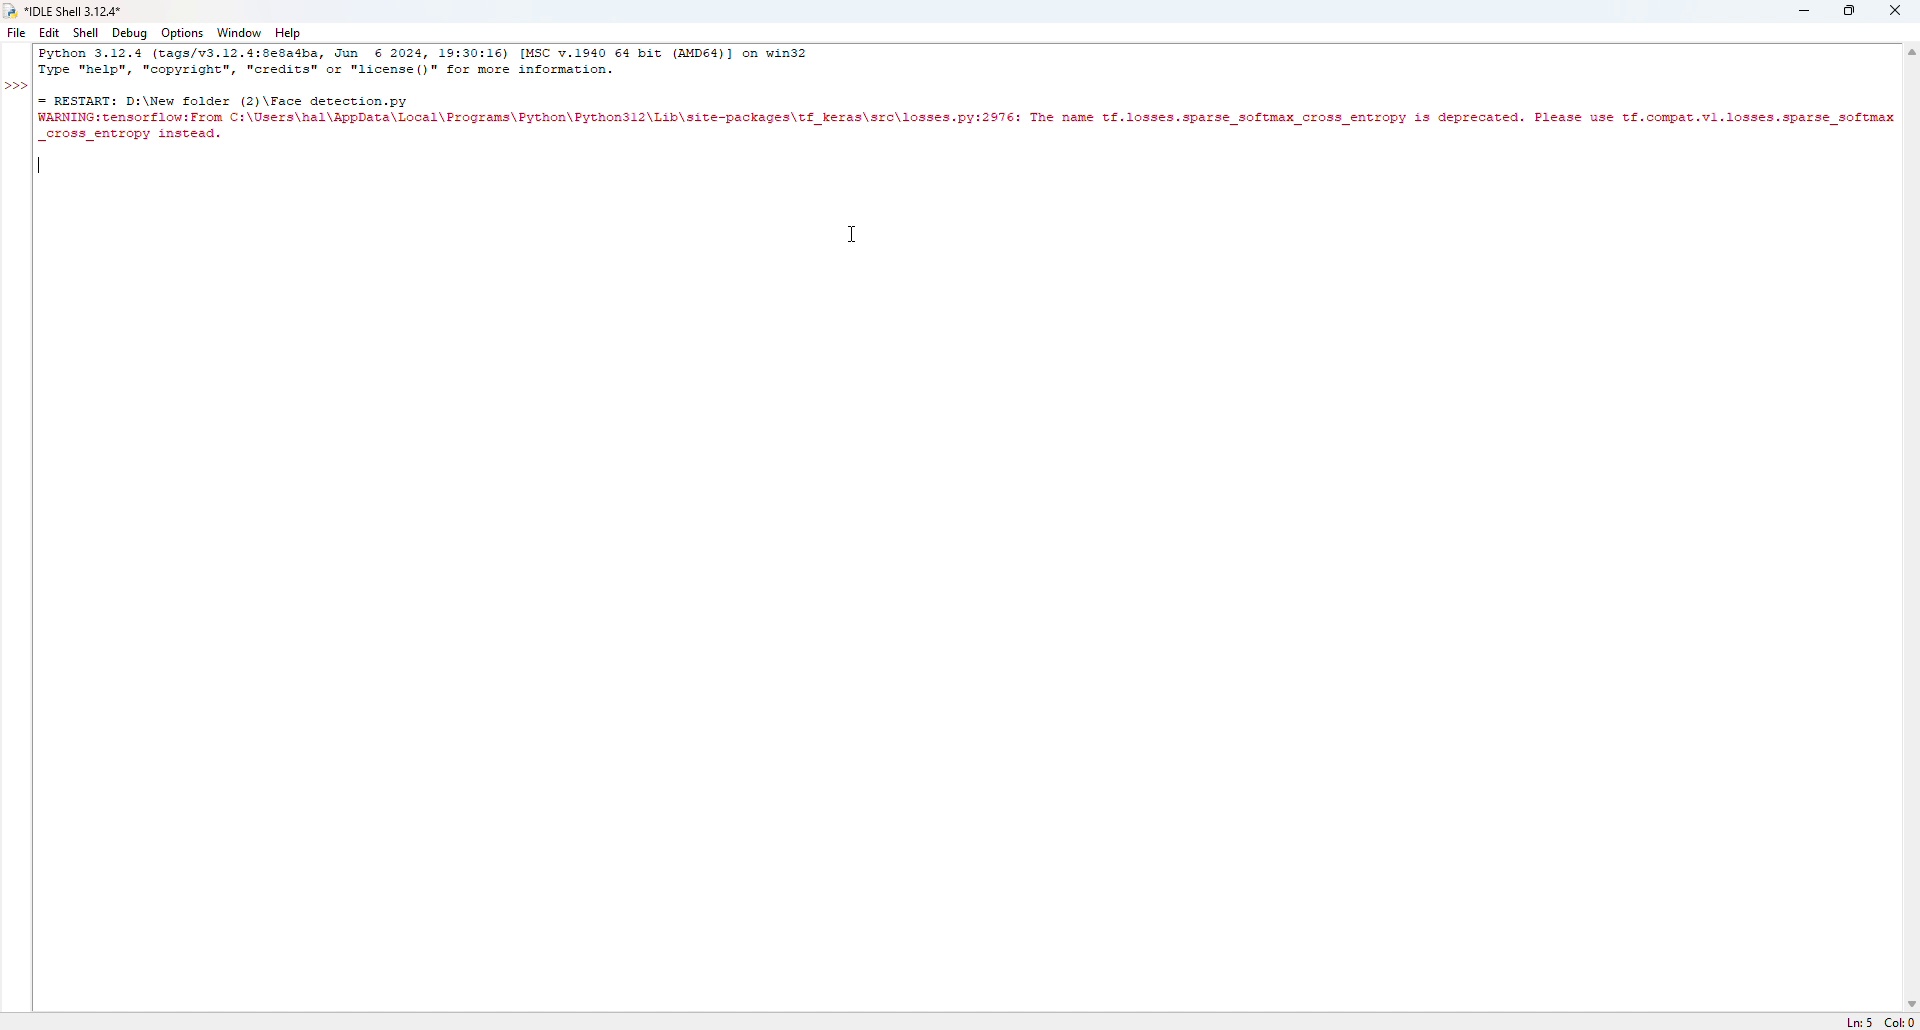 *IDLE Shell 3.12.4*
File Edit Shell Debug Options Window Help
Python 3.12.4 (tags/v3.12.4:8e8a4ba, Jun  6 2024, 19:30:16) [MSC v.1940 64 bit (AMD64)] on win32
Type "help", "copyright", "credits" or "license()" for more information.
>>>
= RESTART: D:\New folder (2)\Face detection.py
WARNING:tensorflow:From C:\Users\hal\AppData\Local\Programs\Python\Python312\Lib\site-packages\tf_keras\src\losses.py:2976: The name tf.losses.sparse_softmax_cross_entropy is deprecated. Please use tf.compat.v1.losses.sparse_softmax
_cross_entropy instead.
Ln: 5 Col: 0